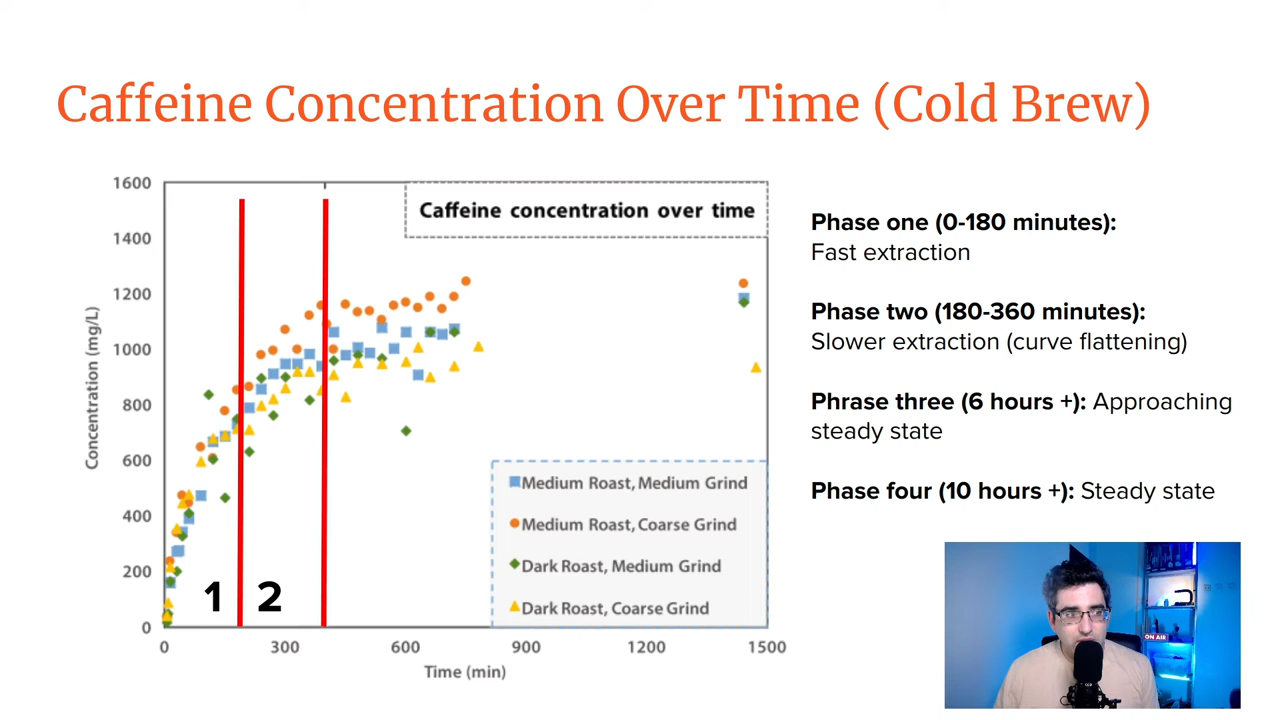 Caffeine Concentration Over Time (Cold Brew)
1600
1400
1200
1000
800
600
400
200
0
Concentration (mg/L)
Caffeine concentration over time
1 2
Medium Roast, Medium Grind
Medium Roast, Coarse Grind
Dark Roast, Medium Grind
Dark Roast, Coarse Grind
0 300 600 900 1200 1500
Time (min)
Phase one (0-180 minutes):
Fast extraction
Phase two (180-360 minutes):
Slower extraction (curve flattening)
Phrase three (6 hours +): Approaching
steady state
Phase four (10 hours +): Steady state
ON AIR